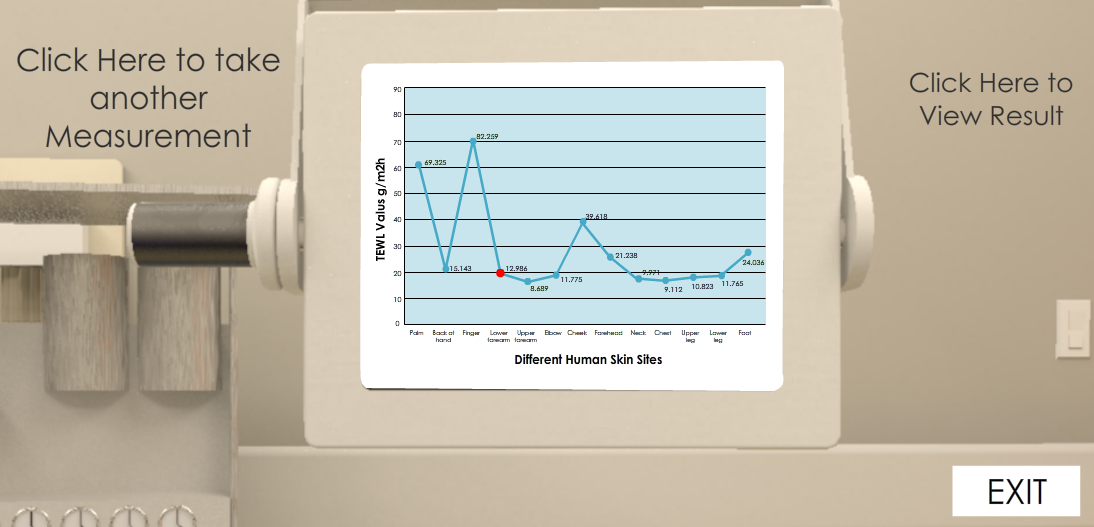 Click Here to take
another
Measurement
Click Here to
View Result
TEWL Valus g/m2h
90
80
70
60
50
40
30
20
10
0
69.325
15.143
82.259
12.986
8.689
11.775
39.618
21.238
9.971
9.112
10.823
11.765
24.036
Palm
Back of
hand
Finger
Lower
forearm
Upper
forearm
Elbow
Cheek
Forehead
Neck
Chest
Upper
leg
Lower
leg
Foot
Different Human Skin Sites
EXIT